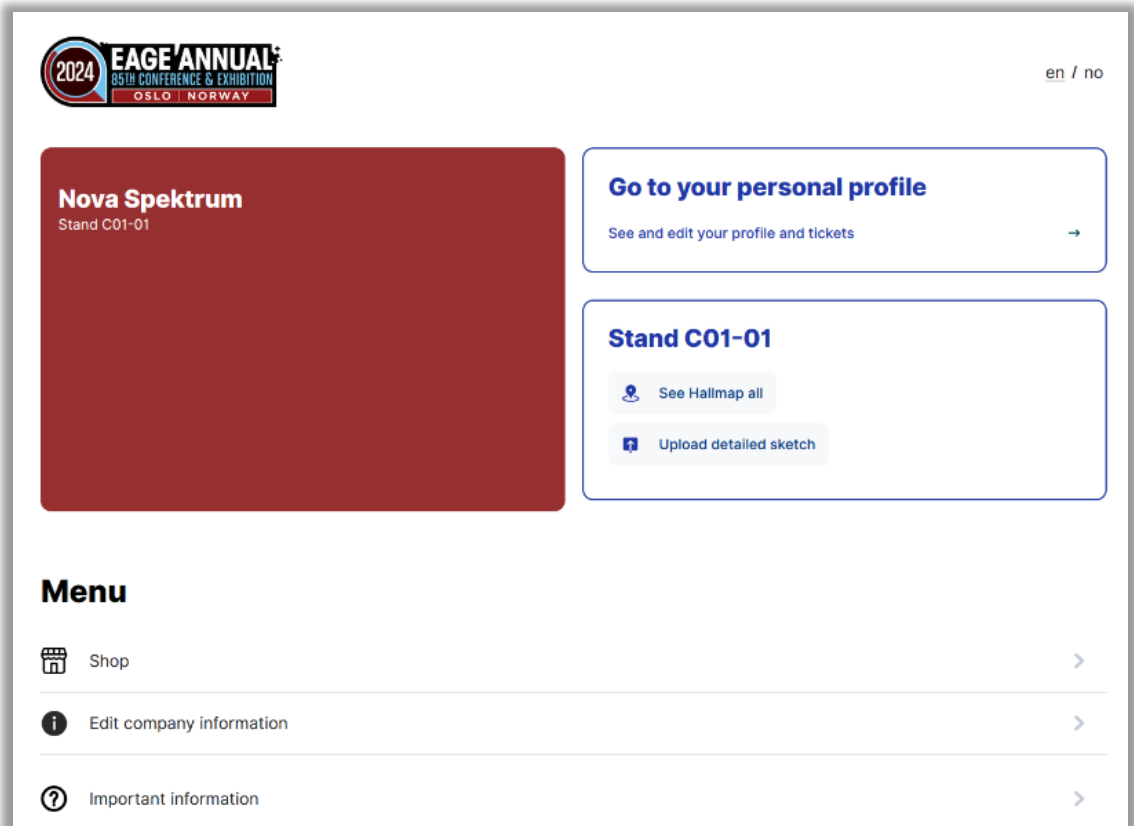 2024
EAGE ANNUAL
85TH CONFERENCE & EXHIBITION
OSLO | NORWAY
en / no
Nova Spektrum
Stand C01-01
Go to your personal profile
See and edit your profile and tickets
Stand C01-01
See Hallmap all
Upload detailed sketch
Menu
Shop
Edit company information
Important information